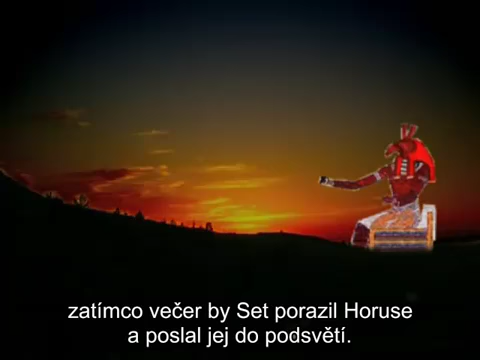 zatímco večer by Set porazil Horuse
a poslal jej do podsvětí.